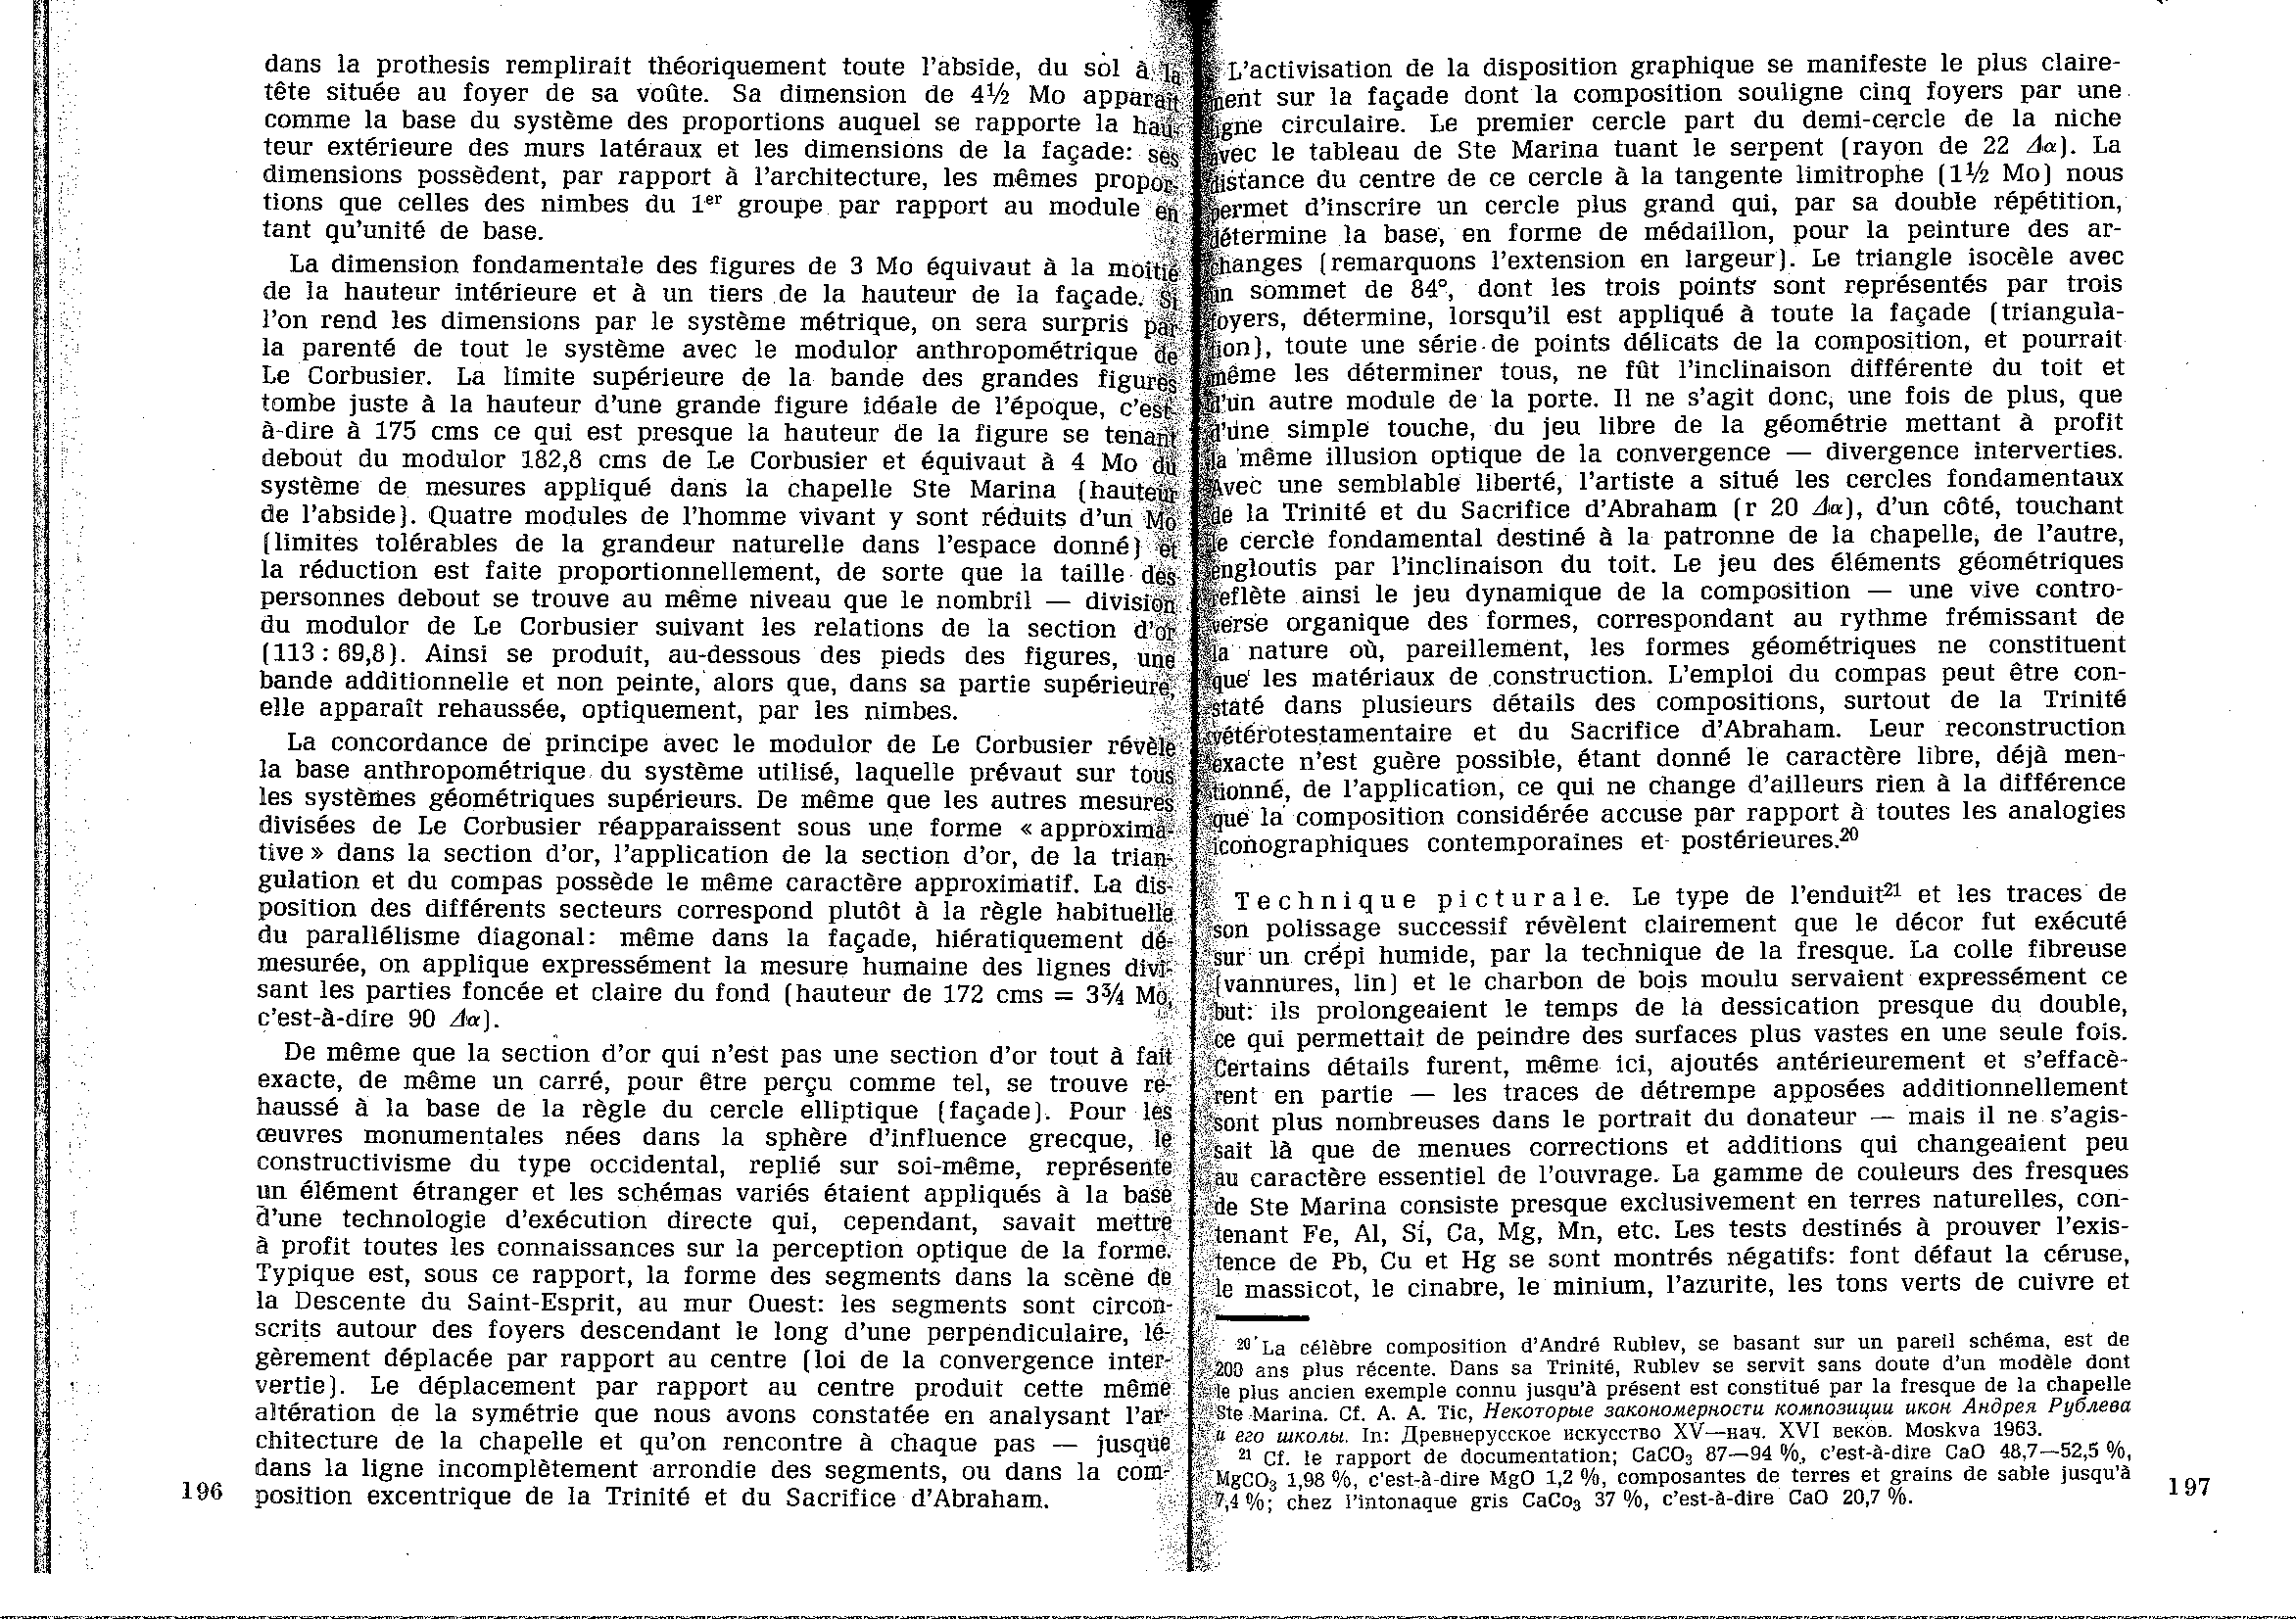 dans la prothesis remplirait théoriquement toute l'abside, du sol à la
tête située au foyer de sa voûte. Sa dimension de 4½ Mo apparaît
comme la base du système des proportions auquel se rapporte la hau-
teur extérieure des murs latéraux et les dimensions de la façade: ses
dimensions possèdent, par rapport à l'architecture, les mêmes propor-
tions que celles des nimbes du 1er groupe par rapport au module en
tant qu'unité de base.
La dimension fondamentale des figures de 3 Mo équivaut à la moitié
de la hauteur intérieure et à un tiers de la hauteur de la façade. Si
l'on rend les dimensions par le système métrique, on sera surpris par
la parenté de tout le système avec le modulor anthropométrique de
Le Corbusier. La limite supérieure de la bande des grandes figures
tombe juste à la hauteur d'une grande figure idéale de l'époque, c'est-
à-dire à 175 cms ce qui est presque la hauteur de la figure se tenant
debout du modulor 182,8 cms de Le Corbusier et équivaut à 4 Mo du
système de mesures appliqué dans la chapelle Ste Marina (hauteur
de l'abside). Quatre modules de l'homme vivant y sont réduits d'un Mo
(limites tolérables de la grandeur naturelle dans l'espace donné) et
la réduction est faite proportionnellement, de sorte que la taille des
personnes debout se trouve au même niveau que le nombril — division
du modulor de Le Corbusier suivant les relations de la section d'or
(113 : 69,8). Ainsi se produit, au-dessous des pieds des figures, une
bande additionnelle et non peinte, alors que, dans sa partie supérieure,
elle apparaît rehaussée, optiquement, par les nimbes.
La concordance de principe avec le modulor de Le Corbusier révèle
la base anthropométrique du système utilisé, laquelle prévaut sur tous
les systèmes géométriques supérieurs. De même que les autres mesures
divisées de Le Corbusier réapparaissent sous une forme « approxima-
tive » dans la section d'or, l'application de la section d'or, de la trian-
gulation et du compas possède le même caractère approximatif. La dis-
position des différents secteurs correspond plutôt à la règle habituelle
du parallélisme diagonal: même dans la façade, hiératiquement dé-
mesurée, on applique expressément la mesure humaine des lignes divi-
sant les parties foncée et claire du fond (hauteur de 172 cms = 3¾ Mo,
c'est-à-dire 90 Δα).
De même que la section d'or qui n'est pas une section d'or tout à fait
exacte, de même un carré, pour être perçu comme tel, se trouve re-
haussé à la base de la règle du cercle elliptique (façade). Pour les
œuvres monumentales nées dans la sphère d'influence grecque, le
constructivisme du type occidental, replié sur soi-même, représente
un élément étranger et les schémas variés étaient appliqués à la base
d'une technologie d'exécution directe qui, cependant, savait mettre
à profit toutes les connaissances sur la perception optique de la forme.
Typique est, sous ce rapport, la forme des segments dans la scène de
la Descente du Saint-Esprit, au mur Ouest: les segments sont circon-
scrits autour des foyers descendant le long d'une perpendiculaire, lé-
gèrement déplacée par rapport au centre (loi de la convergence inter-
vertie). Le déplacement par rapport au centre produit cette même
altération de la symétrie que nous avons constatée en analysant l'ar-
chitecture de la chapelle et qu'on rencontre à chaque pas — jusque
dans la ligne incomplètement arrondie des segments, ou dans la com-
position excentrique de la Trinité et du Sacrifice d'Abraham.
196
L'activisation de la disposition graphique se manifeste le plus claire-
ment sur la façade dont la composition souligne cinq foyers par une
ligne circulaire. Le premier cercle part du demi-cercle de la niche
avec le tableau de Ste Marina tuant le serpent (rayon de 22 Δα). La
distance du centre de ce cercle à la tangente limitrophe (1½ Mo) nous
permet d'inscrire un cercle plus grand qui, par sa double répétition,
détermine la base, en forme de médaillon, pour la peinture des ar-
changes (remarquons l'extension en largeur). Le triangle isocèle avec
un sommet de 84°, dont les trois points sont représentés par trois
foyers, détermine, lorsqu'il est appliqué à toute la façade (triangula-
tion), toute une série de points délicats de la composition, et pourrait
même les déterminer tous, ne fût l'inclinaison différente du toit et
d'un autre module de la porte. Il ne s'agit donc, une fois de plus, que
d'une simple touche, du jeu libre de la géométrie mettant à profit
la même illusion optique de la convergence — divergence interverties.
Avec une semblable liberté, l'artiste a situé les cercles fondamentaux
de la Trinité et du Sacrifice d'Abraham (r 20 Δα), d'un côté, touchant
le cercle fondamental destiné à la patronne de la chapelle, de l'autre,
engloutis par l'inclinaison du toit. Le jeu des éléments géométriques
reflète ainsi le jeu dynamique de la composition — une vive contro-
verse organique des formes, correspondant au rythme frémissant de
la nature où, pareillement, les formes géométriques ne constituent
que les matériaux de construction. L'emploi du compas peut être con-
staté dans plusieurs détails des compositions, surtout de la Trinité
vétérotestamentaire et du Sacrifice d'Abraham. Leur reconstruction
exacte n'est guère possible, étant donné le caractère libre, déjà men-
tionné, de l'application, ce qui ne change d'ailleurs rien à la différence
que la composition considérée accuse par rapport à toutes les analogies
iconographiques contemporaines et postérieures.20
Technique picturale. Le type de l'enduit21 et les traces de
son polissage successif révèlent clairement que le décor fut exécuté
sur un crépi humide, par la technique de la fresque. La colle fibreuse
(vannures, lin) et le charbon de bois moulu servaient expressément ce
but: ils prolongeaient le temps de la dessication presque du double,
ce qui permettait de peindre des surfaces plus vastes en une seule fois.
Certains détails furent, même ici, ajoutés antérieurement et s'effacè-
rent en partie — les traces de détrempe apposées additionnellement
sont plus nombreuses dans le portrait du donateur — mais il ne s'agis-
sait là que de menues corrections et additions qui changeaient peu
au caractère essentiel de l'ouvrage. La gamme de couleurs des fresques
de Ste Marina consiste presque exclusivement en terres naturelles, con-
tenant Fe, Al, Si, Ca, Mg, Mn, etc. Les tests destinés à prouver l'exis-
tence de Pb, Cu et Hg se sont montrés négatifs: font défaut la céruse,
le massicot, le cinabre, le minium, l'azurite, les tons verts de cuivre et
20 La célèbre composition d'André Rublev, se basant sur un pareil schéma, est de
200 ans plus récente. Dans sa Trinité, Rublev se servit sans doute d'un modèle dont
le plus ancien exemple connu jusqu'à présent est constitué par la fresque de la chapelle
Ste Marina. Cf. A. A. Tic, Некоторые закономерности композиции икон Андрея Рублева
и его школы. In: Древнерусское искусство XV—нач. XVI веков. Moskva 1963.
21 Cf. le rapport de documentation; CaCO3 87—94 %, c'est-à-dire CaO 48,7—52,5 %,
MgCO3 1,98 %, c'est-à-dire MgO 1,2 %, composantes de terres et grains de sable jusqu'à
7,4 %; chez l'intonaque gris CaCo3 37 %, c'est-à-dire CaO 20,7 %.
197